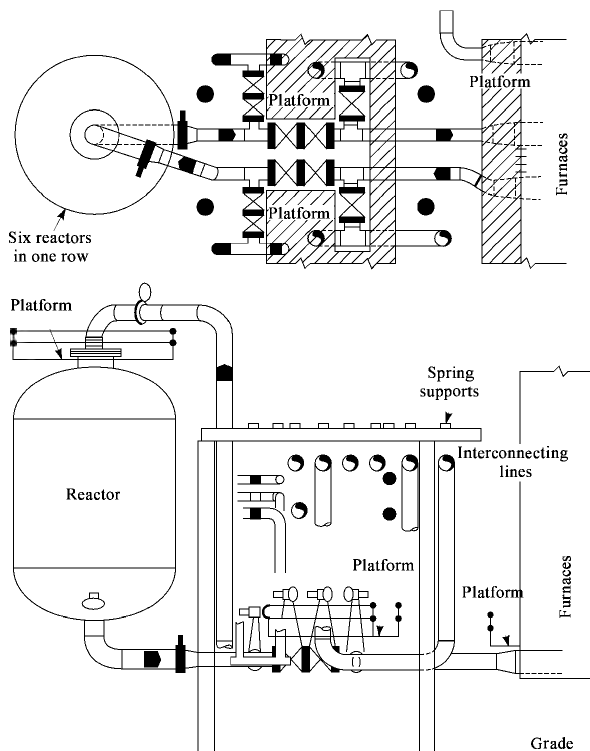 Platform
Platform
Furnaces
Platform
Six reactors
in one row
Platform
Spring
supports
Interconnecting
lines
Reactor
Platform
Platform
Furnaces
Grade